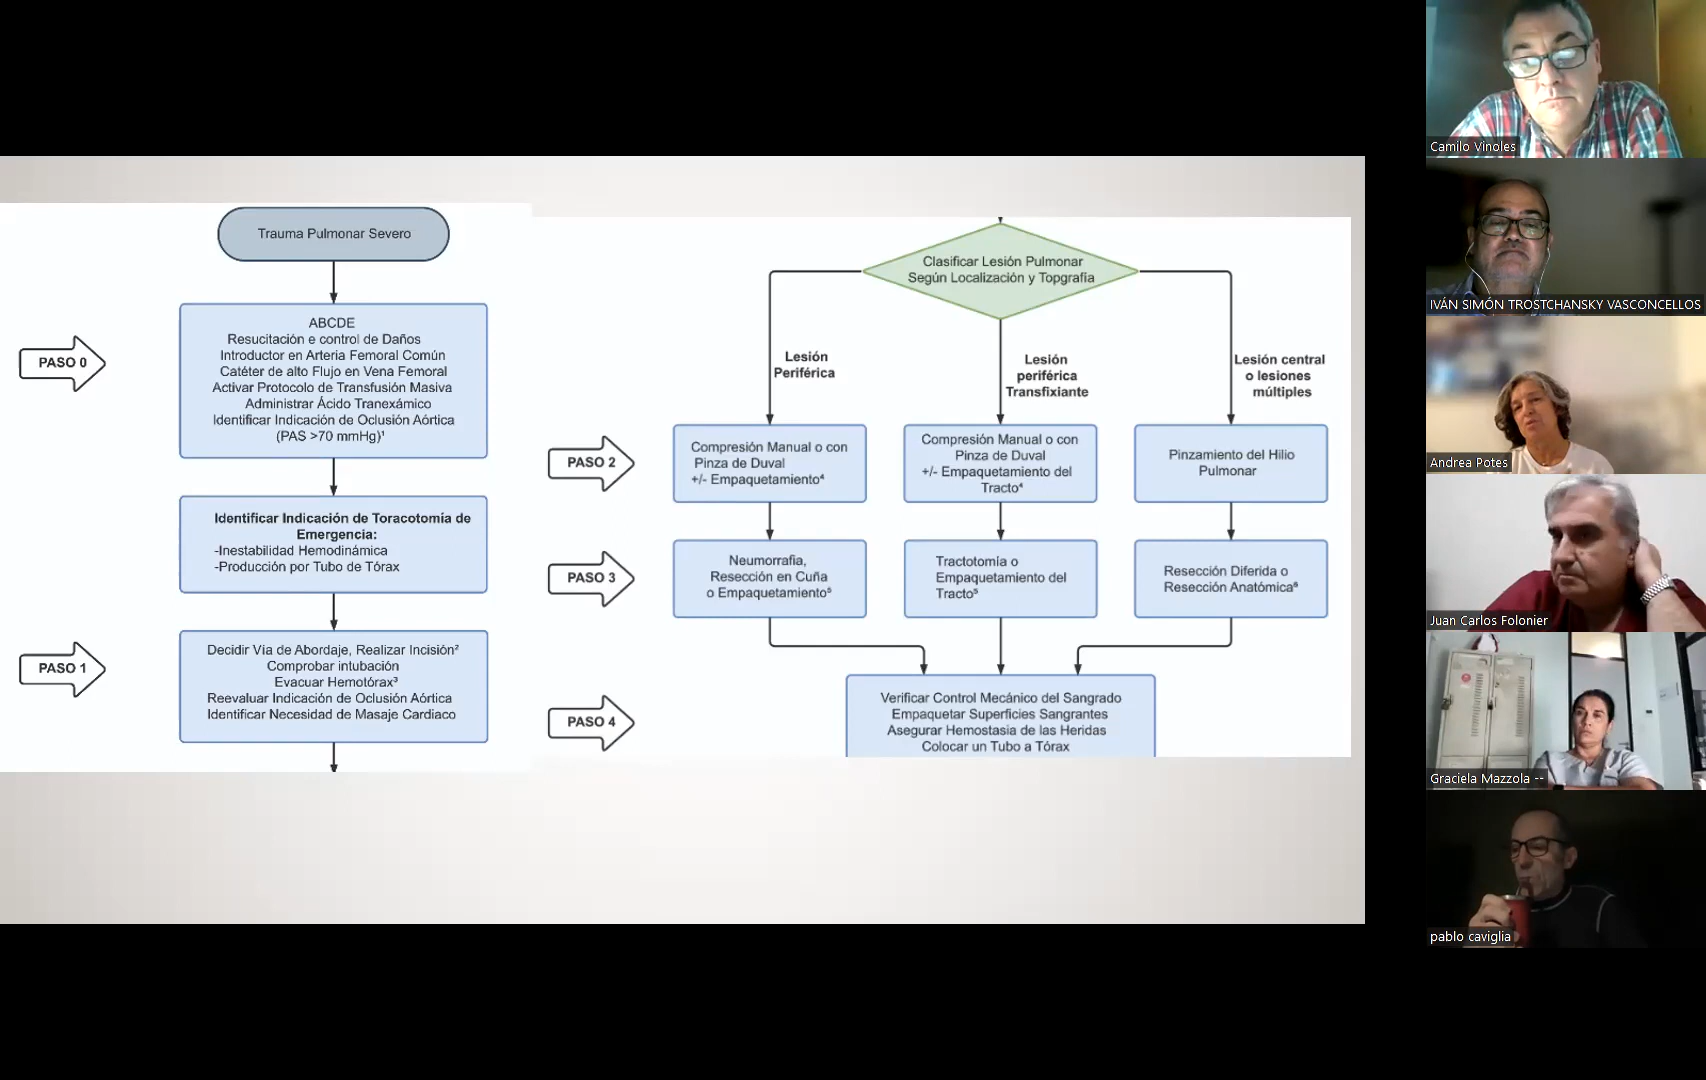 Trauma Pulmonar Severo
PASO 0
ABCDE
Resucitación e control de Daños
Introductor en Arteria Femoral Común
Catéter de alto Flujo en Vena Femoral
Activar Protocolo de Transfusión Masiva
Administrar Ácido Tranexámico
Identificar Indicación de Oclusión Aórtica
(PAS >70 mmHg)¹
Identificar Indicación de Toracotomía de
Emergencia:
-Inestabilidad Hemodinámica
-Producción por Tubo de Tórax
PASO 1
Decidir Vía de Abordaje, Realizar Incisión²
Comprobar intubación
Evacuar Hemotórax³
Reevaluar Indicación de Oclusión Aórtica
Identificar Necesidad de Masaje Cardiaco
Clasificar Lesión Pulmonar
Según Localización y Topgrafía
Lesión
Periférica
Lesión
periférica
Transfixiante
Lesión central
o lesiones
múltiples
PASO 2
Compresión Manual o con
Pinza de Duval
+/- Empaquetamiento⁴
Compresión Manual o con
Pinza de Duval
+/- Empaquetamiento del
Tracto⁴
Pinzamiento del Hilio
Pulmonar
PASO 3
Neumorrafia,
Resección en Cuña
o Empaquetamiento⁵
Tractotomía o
Empaquetamiento del
Tracto⁵
Resección Diferida o
Resección Anatómica⁶
PASO 4
Verificar Control Mecánico del Sangrado
Empaquetar Superficies Sangrantes
Asegurar Hemostasia de las Heridas
Colocar un Tubo a Tórax
Camilo Vinoles
IVÁN SIMÓN TROSTCHANSKY VASCONCELLOS
Andrea Potes
Juan Carlos Folonier
Graciela Mazzola --
pablo caviglia